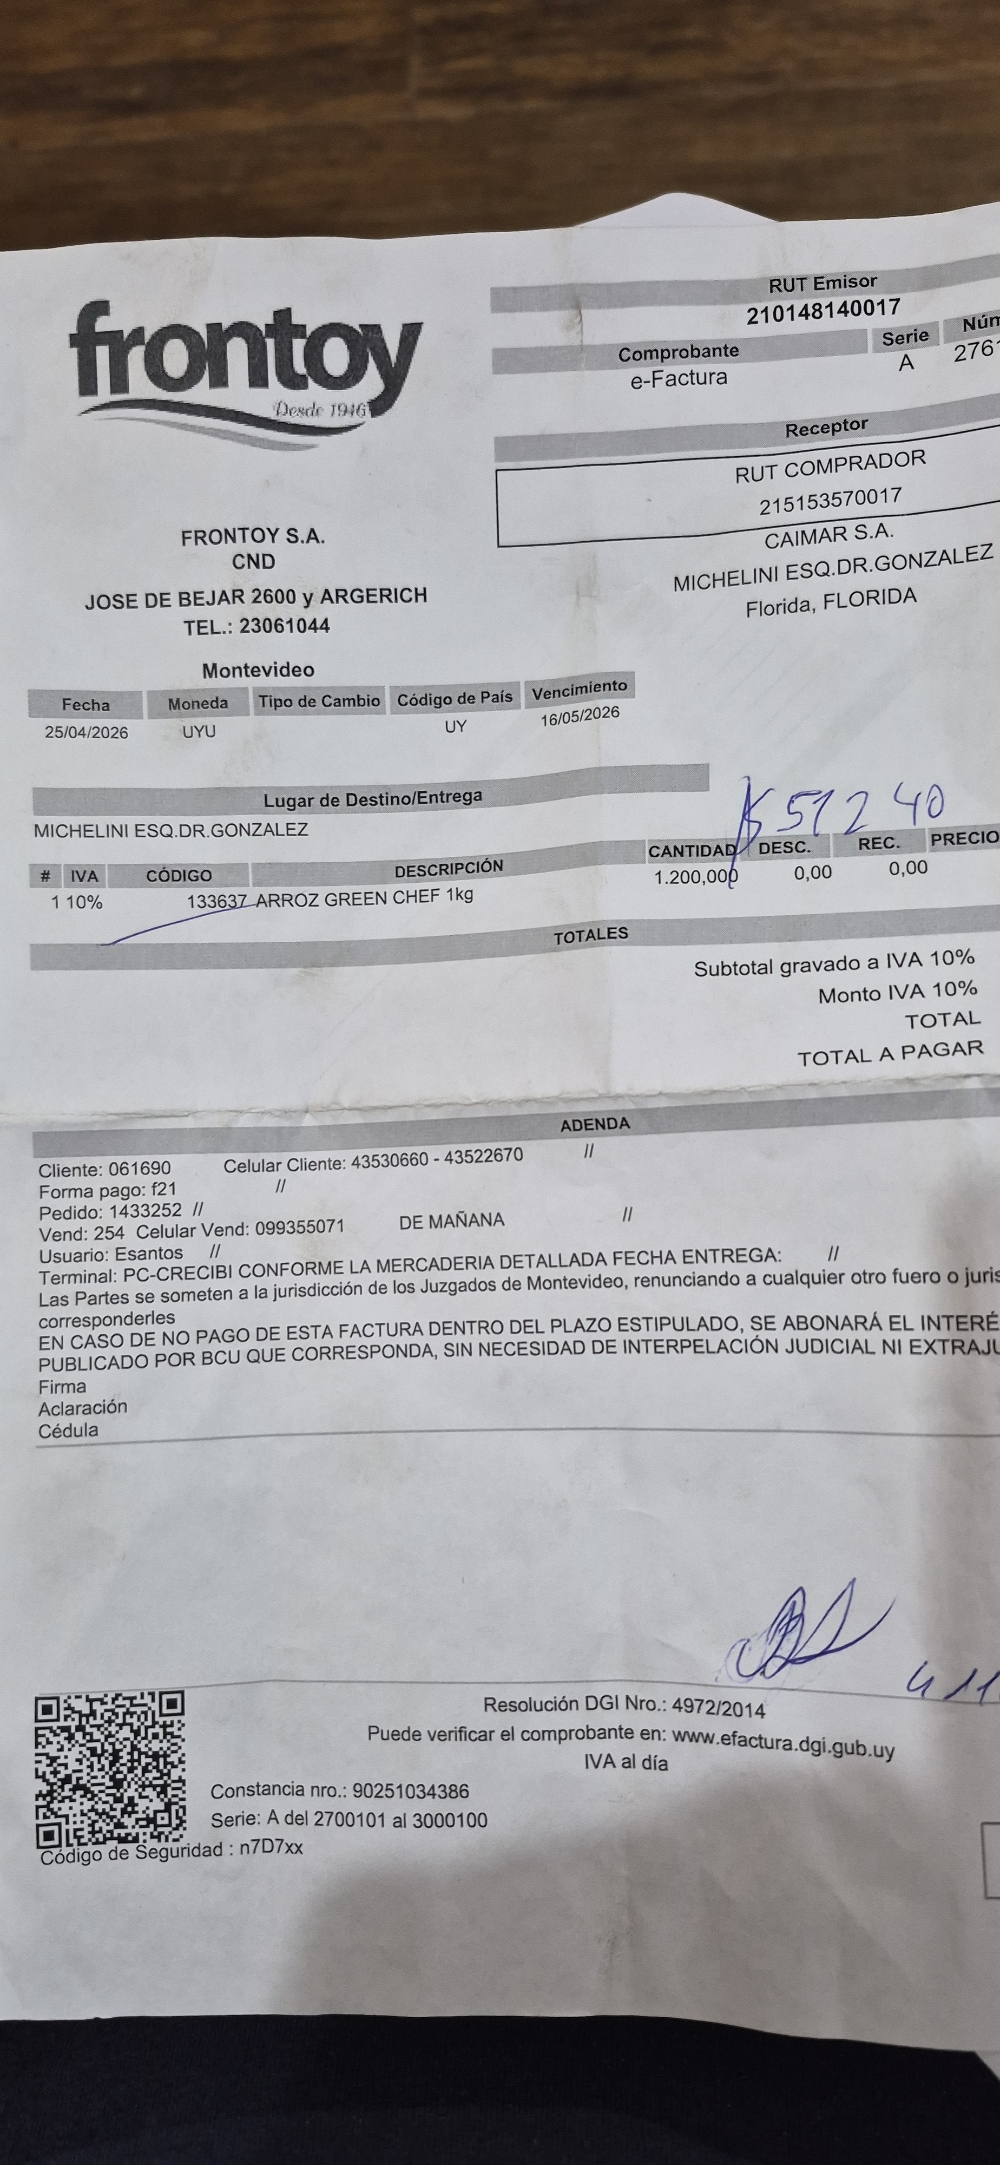 frontoy
Desde 1946
RUT Emisor
210148140017
Comprobante Serie Núm
e-Factura A 2761
Receptor
RUT COMPRADOR
215153570017
CAIMAR S.A.
MICHELINI ESQ.DR.GONZALEZ
Florida, FLORIDA
FRONTOY S.A.
CND
JOSE DE BEJAR 2600 y ARGERICH
TEL.: 23061044
Montevideo
Fecha Moneda Tipo de Cambio Código de País Vencimiento
25/04/2026 UYU UY 16/05/2026
Lugar de Destino/Entrega
MICHELINI ESQ.DR.GONZALEZ
$ 51240
# IVA CÓDIGO DESCRIPCIÓN CANTIDAD DESC. REC. PRECIO
1 10% 133637 ARROZ GREEN CHEF 1kg 1.200,000 0,00 0,00
TOTALES
Subtotal gravado a IVA 10%
Monto IVA 10%
TOTAL
TOTAL A PAGAR
ADENDA
Cliente: 061690 Celular Cliente: 43530660 - 43522670 //
Forma pago: f21 //
Pedido: 1433252 //
Vend: 254 Celular Vend: 099355071 DE MAÑANA //
Usuario: Esantos //
Terminal: PC-CRECIBI CONFORME LA MERCADERIA DETALLADA FECHA ENTREGA: //
Las Partes se someten a la jurisdicción de los Juzgados de Montevideo, renunciando a cualquier otro fuero o juris
corresponderles
EN CASO DE NO PAGO DE ESTA FACTURA DENTRO DEL PLAZO ESTIPULADO, SE ABONARÁ EL INTERÉ
PUBLICADO POR BCU QUE CORRESPONDA, SIN NECESIDAD DE INTERPELACIÓN JUDICIAL NI EXTRAJU
Firma
Aclaración
Cédula
Resolución DGI Nro.: 4972/2014
Puede verificar el comprobante en: www.efactura.dgi.gub.uy
IVA al día
Constancia nro.: 90251034386
Serie: A del 2700101 al 3000100
Código de Seguridad : n7D7xx